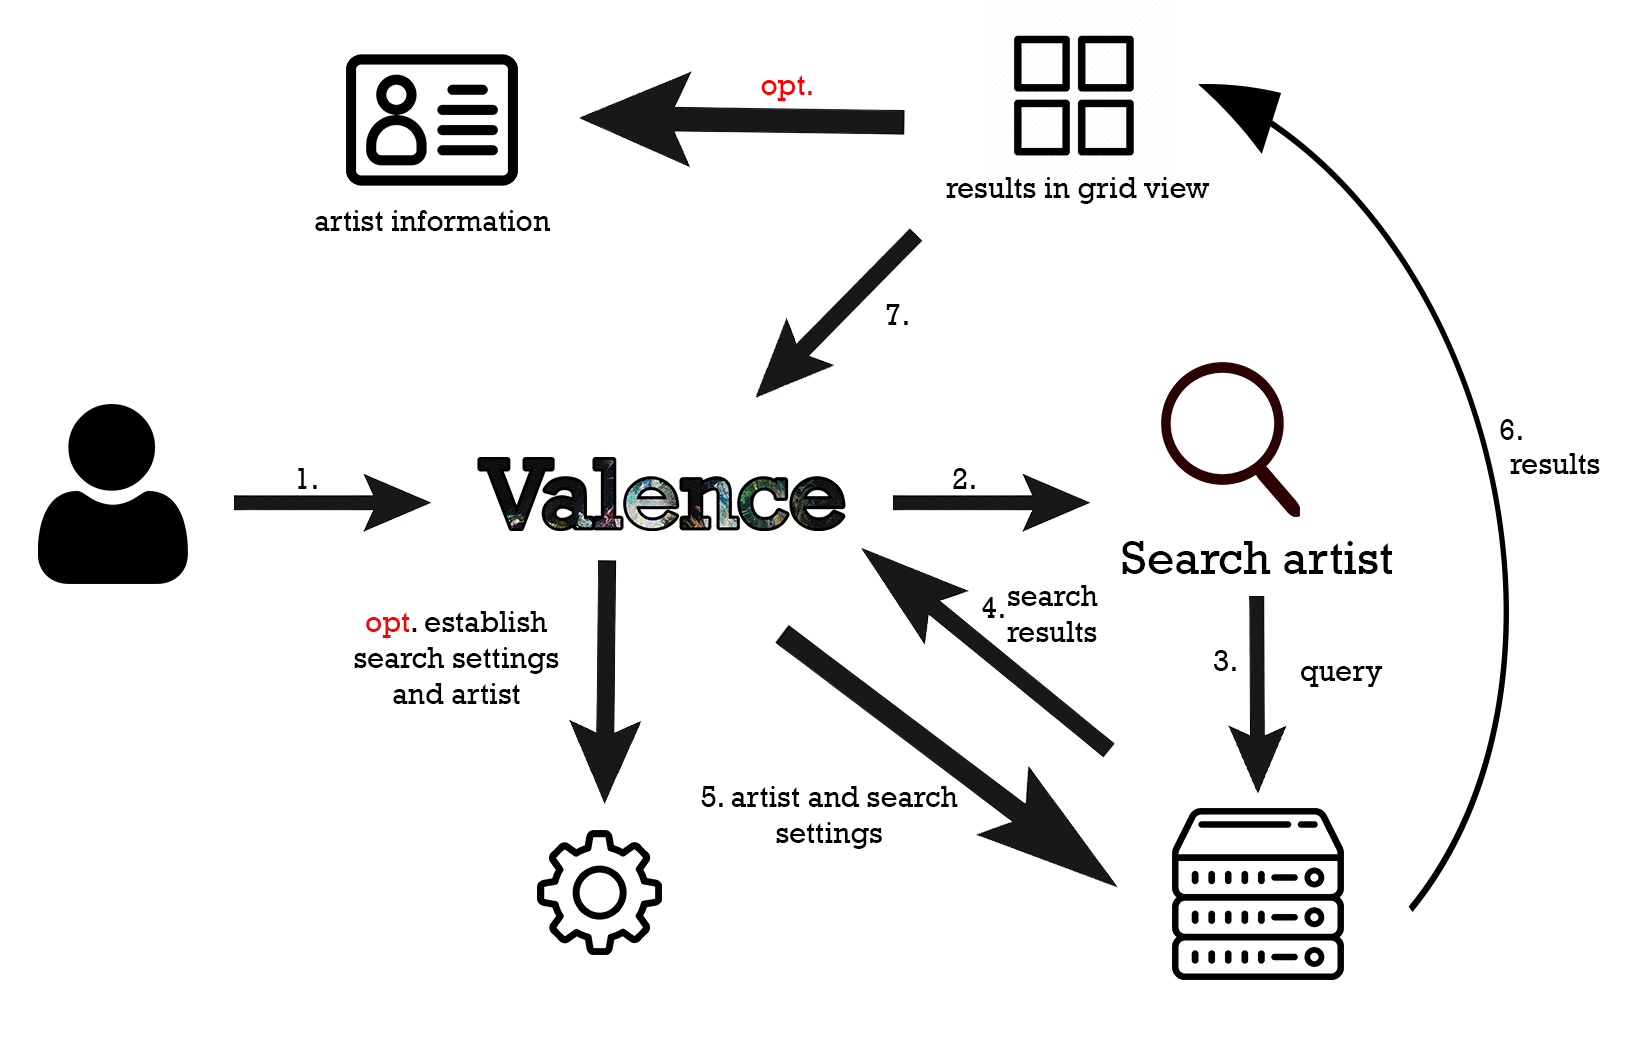 opt.
results in grid view
artist information
7.
6.
results
1.
Valence
2.
Search artist
opt. establish
search settings
and artist
4. search
results
3.
query
5. artist and search
settings